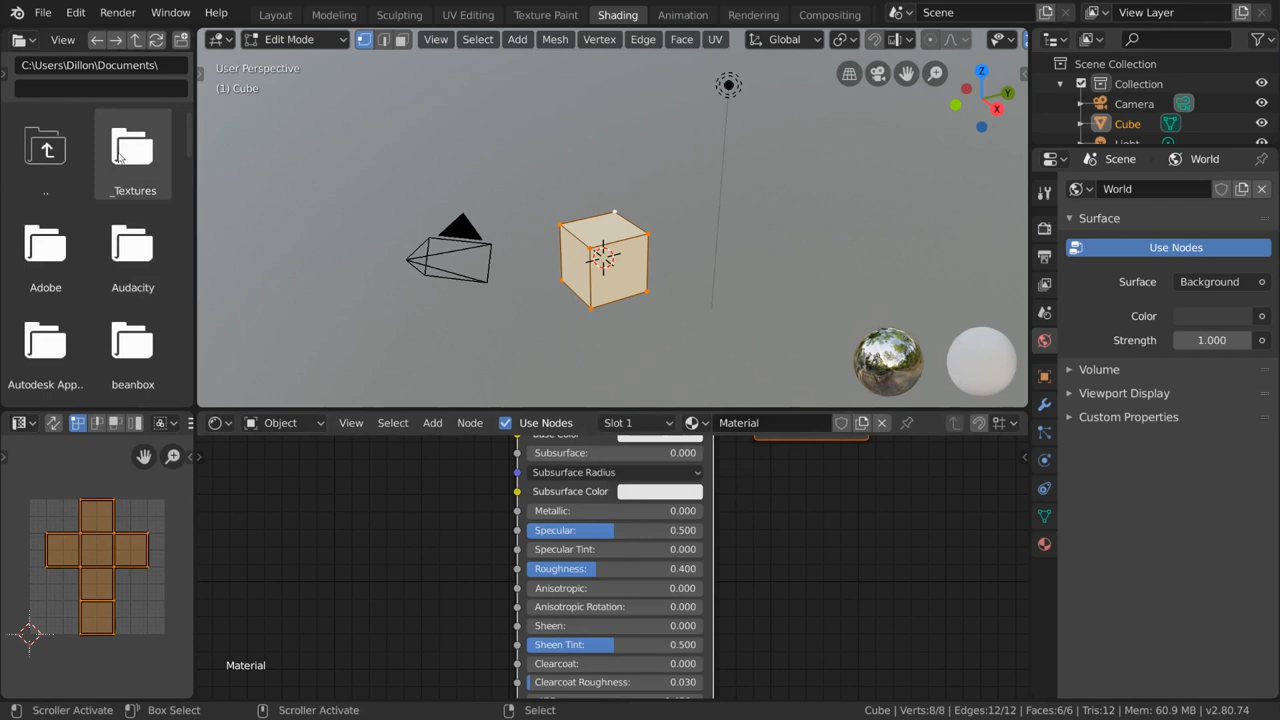 File Edit Render Window Help Layout Modeling Sculpting UV Editing Texture Paint Shading Animation Rendering Compositing Scene View Layer
View
Edit Mode View Select Add Mesh Vertex Edge Face UV Global
C:\Users\Dillon\Documents\
User Perspective
(1) Cube
..
_Textures
Adobe
Audacity
Autodesk App..
beanbox
Z
Y
X
Scene Collection
Collection
Camera
Cube
Light
Scene World
World
Surface
Use Nodes
Surface Background
Color
Strength 1.000
Volume
Viewport Display
Custom Properties
Object View Select Add Node Use Nodes Slot 1 Material
Base Color
Subsurface: 0.000
Subsurface Radius
Subsurface Color
Metallic: 0.000
Specular: 0.500
Specular Tint: 0.000
Roughness: 0.400
Anisotropic: 0.000
Anisotropic Rotation: 0.000
Sheen: 0.000
Sheen Tint: 0.500
Clearcoat: 0.000
Clearcoat Roughness: 0.030
Material
Scroller Activate Box Select Scroller Activate Select Cube | Verts:8/8 | Edges:12/12 | Faces:6/6 | Tris:12 | Mem: 60.9 MB | v2.80.74